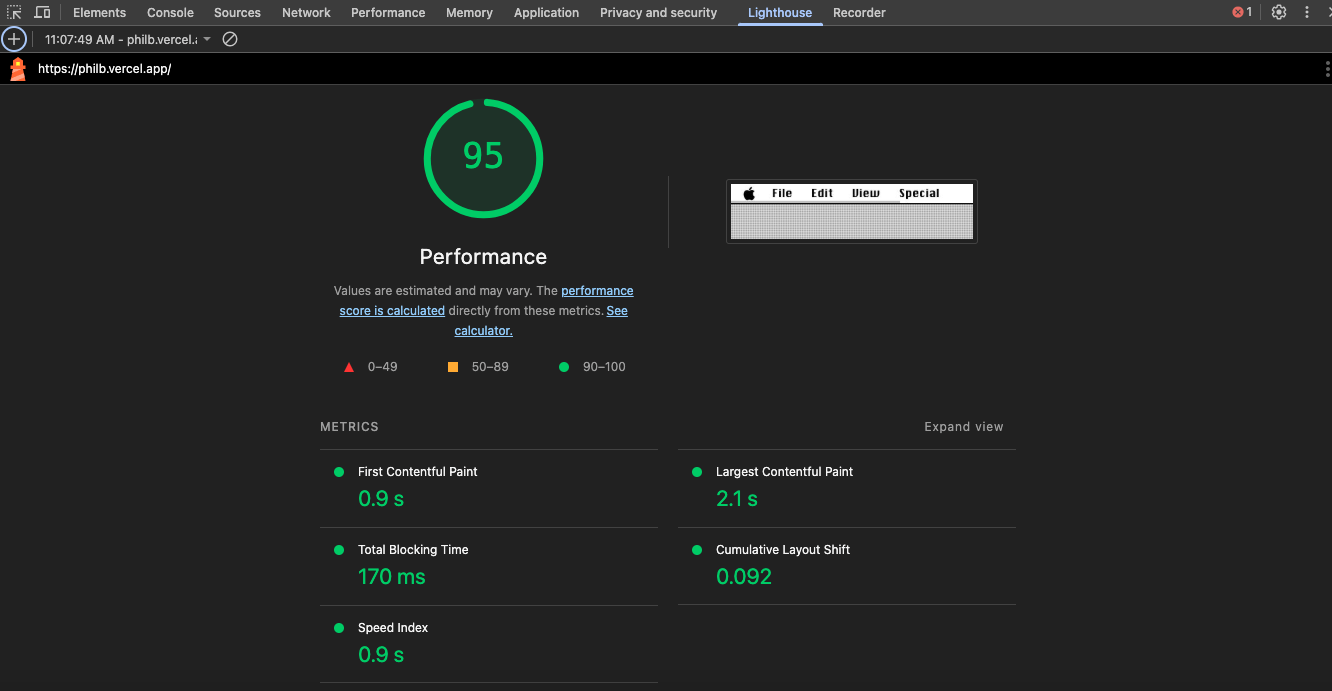 Elements Console Sources Network Performance Memory Application Privacy and security Lighthouse Recorder 1
11:07:49 AM - philb.vercel.
https://philb.vercel.app/
95
File Edit View Special
Performance
Values are estimated and may vary. The performance
score is calculated directly from these metrics. See
calculator.
0–49 50–89 90–100
METRICS Expand view
First Contentful Paint
0.9 s
Largest Contentful Paint
2.1 s
Total Blocking Time
170 ms
Cumulative Layout Shift
0.092
Speed Index
0.9 s